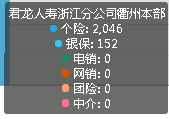 君龙人寿浙江分公司衢州本部
个险: 2,046
银保: 152
电销: 0
网销: 0
团险: 0
中介: 0